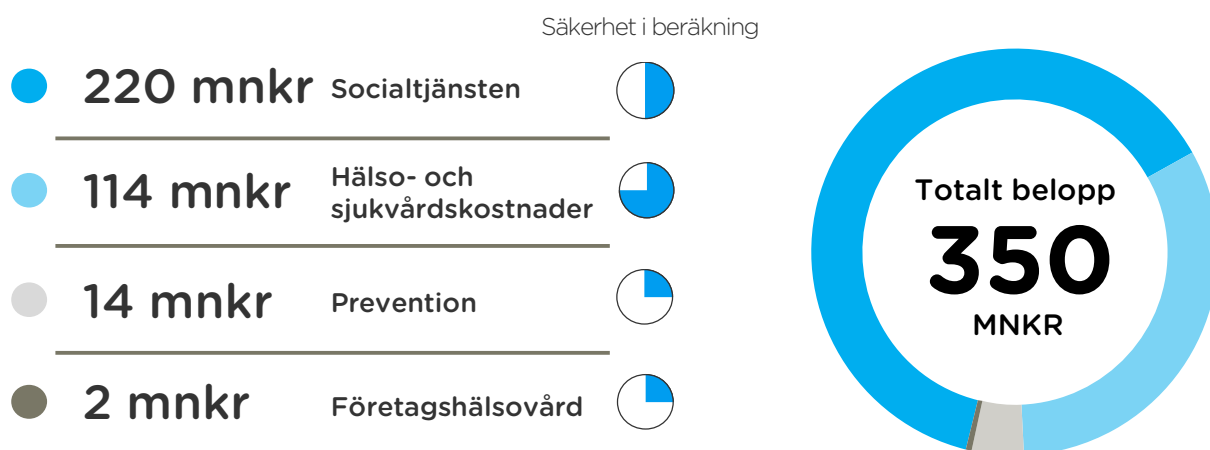 Säkerhet i beräkning
220 mnkr Socialtjänsten
114 mnkr Hälso- och
sjukvårdskostnader
14 mnkr Prevention
2 mnkr Företagshälsovård
Totalt belopp
350
MNKR